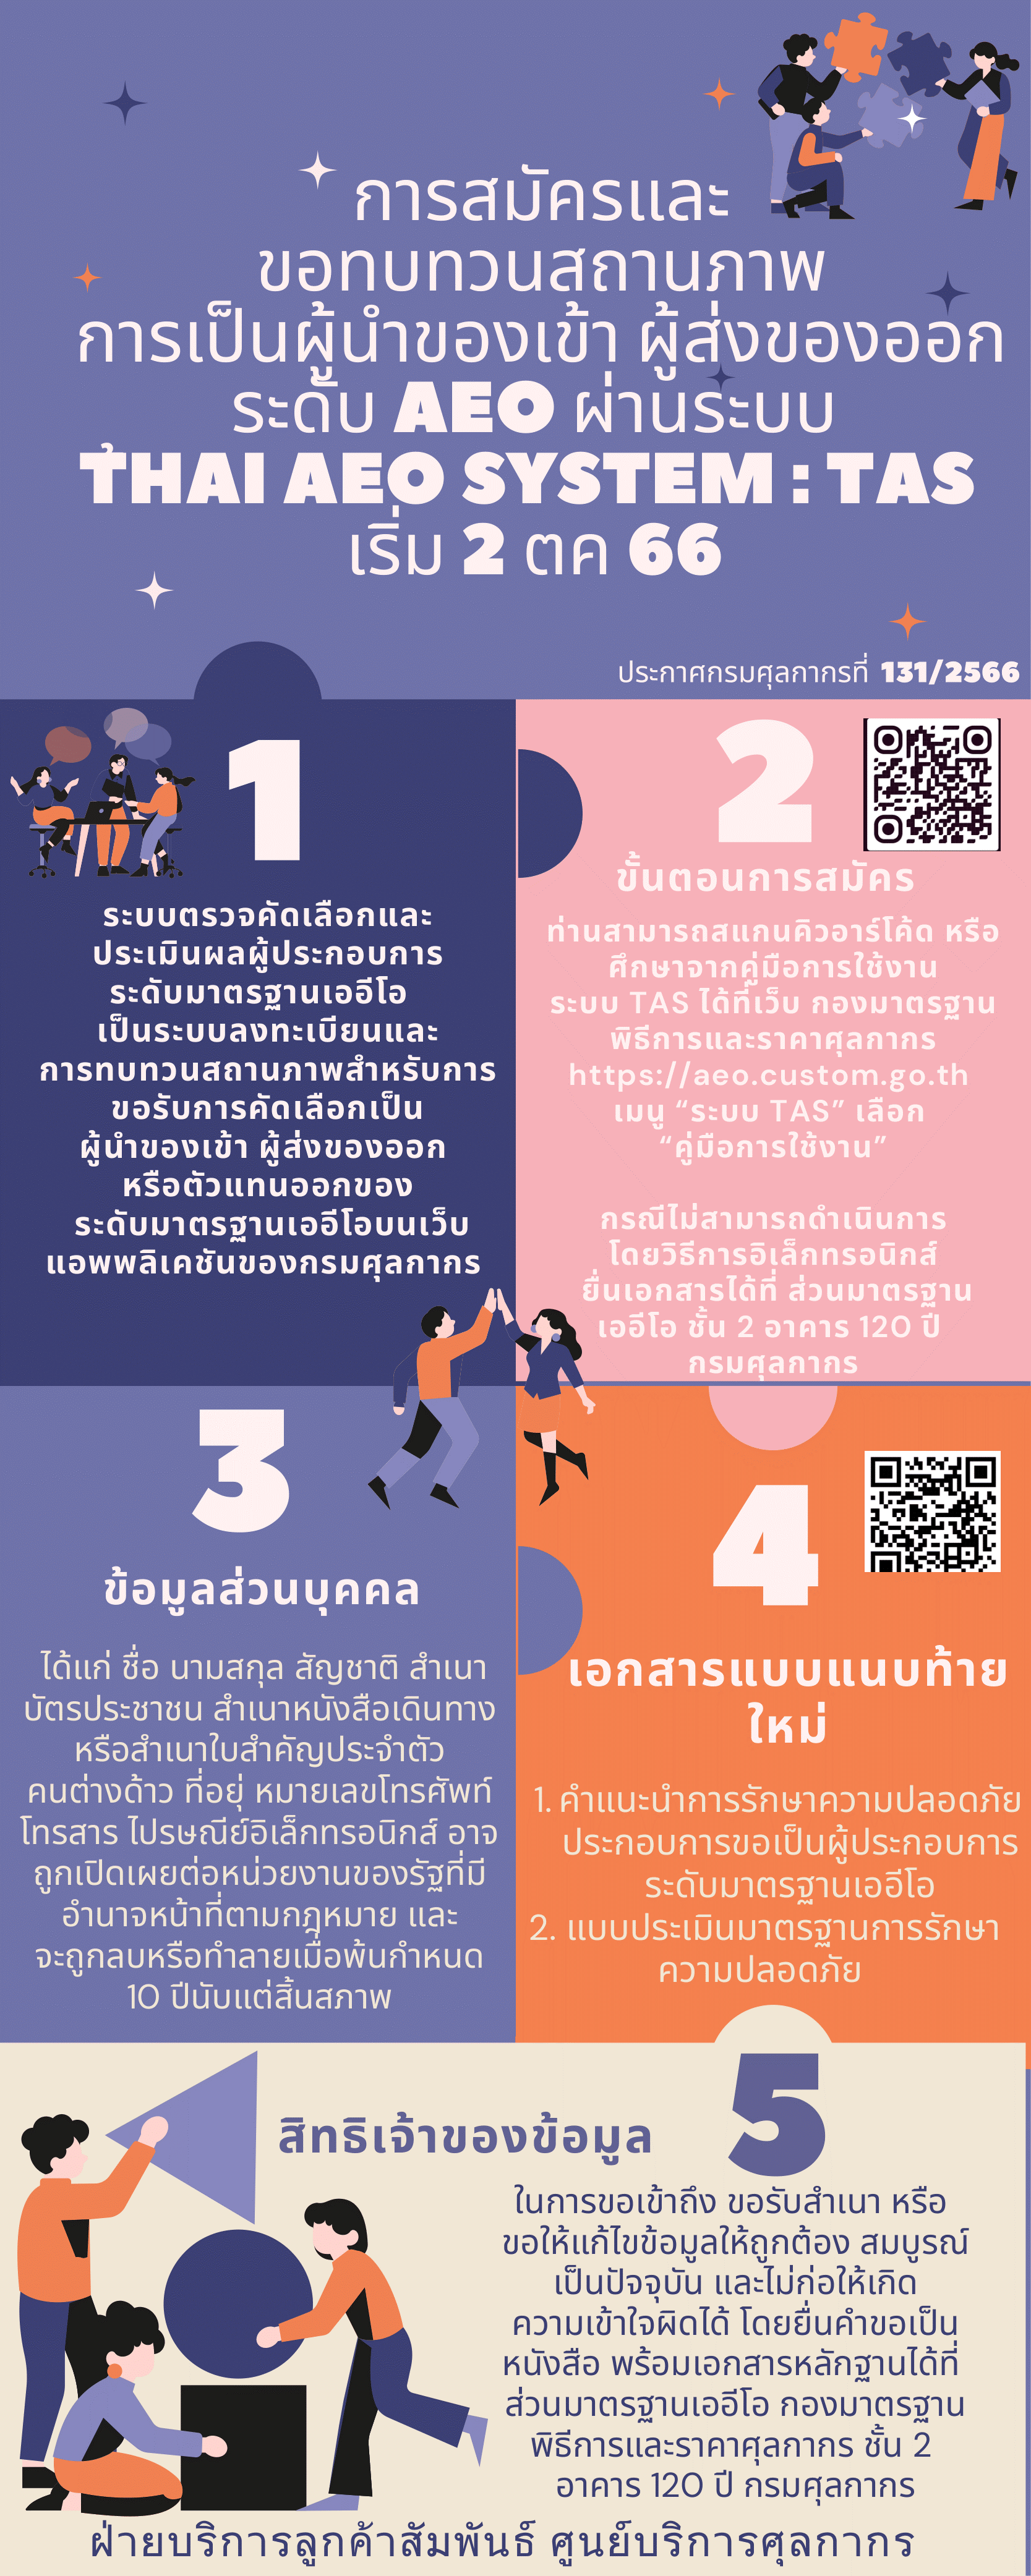 การสมัครและ
ขอทบทวนสถานภาพ
การเป็นผู้นำของเข้า ผู้ส่งของออก
ระดับ AEO ผ่านระบบ
THAI AEO SYSTEM : TAS
เริ่ม 2 ตค 66
ประกาศกรมศุลกากรที่ 131/2566
1
ระบบตรวจคัดเลือกและ
ประเมินผลผู้ประกอบการ
ระดับมาตรฐานเออีโอ
เป็นระบบลงทะเบียนและ
การทบทวนสถานภาพสำหรับการ
ขอรับการคัดเลือกเป็น
ผู้นำของเข้า ผู้ส่งของออก
หรือตัวแทนออกของ
ระดับมาตรฐานเออีโอบนเว็บ
แอพพลิเคชันของกรมศุลกากร
2
ขั้นตอนการสมัคร
ท่านสามารถสแกนคิวอาร์โค้ด หรือ
ศึกษาจากคู่มือการใช้งาน
ระบบ TAS ได้ที่เว็บ กองมาตรฐาน
พิธีการและราคาศุลกากร
https://aeo.custom.go.th
เมนู “ระบบ TAS” เลือก
“คู่มือการใช้งาน”
กรณีไม่สามารถดำเนินการ
โดยวิธีการอิเล็กทรอนิกส์
ยื่นเอกสารได้ที่ ส่วนมาตรฐาน
เออีโอ ชั้น 2 อาคาร 120 ปี
กรมศุลกากร
3
ข้อมูลส่วนบุคคล
ได้แก่ ชื่อ นามสกุล สัญชาติ สำเนา
บัตรประชาชน สำเนาหนังสือเดินทาง
หรือสำเนาใบสำคัญประจำตัว
คนต่างด้าว ที่อยุ่ หมายเลขโทรศัพท์
โทรสาร ไปรษณีย์อิเล็กทรอนิกส์ อาจ
ถูกเปิดเผยต่อหน่วยงานของรัฐที่มี
อำนาจหน้าที่ตามกฎหมาย และ
จะถูกลบหรือทำลายเมื่อพ้นกำหนด
10 ปีนับแต่สิ้นสภาพ
4
เอกสารแบบแนบท้าย
ใหม่
1. คำแนะนำการรักษาความปลอดภัย
ประกอบการขอเป็นผู้ประกอบการ
ระดับมาตรฐานเออีโอ
2. แบบประเมินมาตรฐานการรักษา
ความปลอดภัย
5
สิทธิเจ้าของข้อมูล
ในการขอเข้าถึง ขอรับสำเนา หรือ
ขอให้แก้ไขข้อมูลให้ถูกต้อง สมบูรณ์
เป็นปัจจุบัน และไม่ก่อให้เกิด
ความเข้าใจผิดได้ โดยยื่นคำขอเป็น
หนังสือ พร้อมเอกสารหลักฐานได้ที่
ส่วนมาตรฐานเออีโอ กองมาตรฐาน
พิธีการและราคาศุลกากร ชั้น 2
อาคาร 120 ปี กรมศุลกากร
ฝ่ายบริการลูกค้าสัมพันธ์ ศูนย์บริการศุลกากร